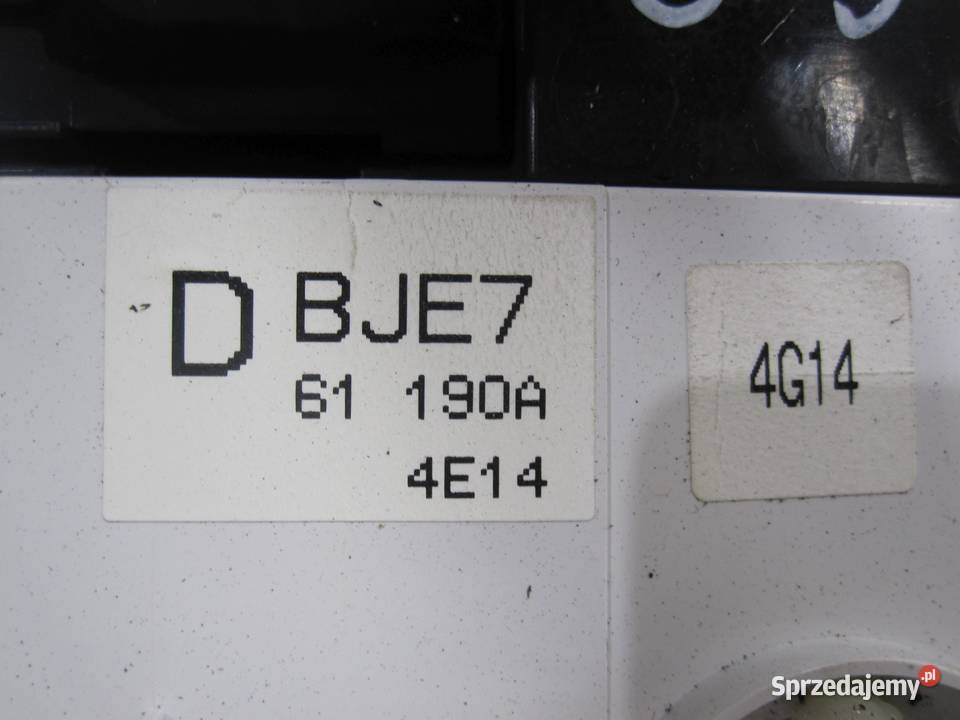 D BJE7
61 190A
4E14
4G14
Sprzedajemy.pl